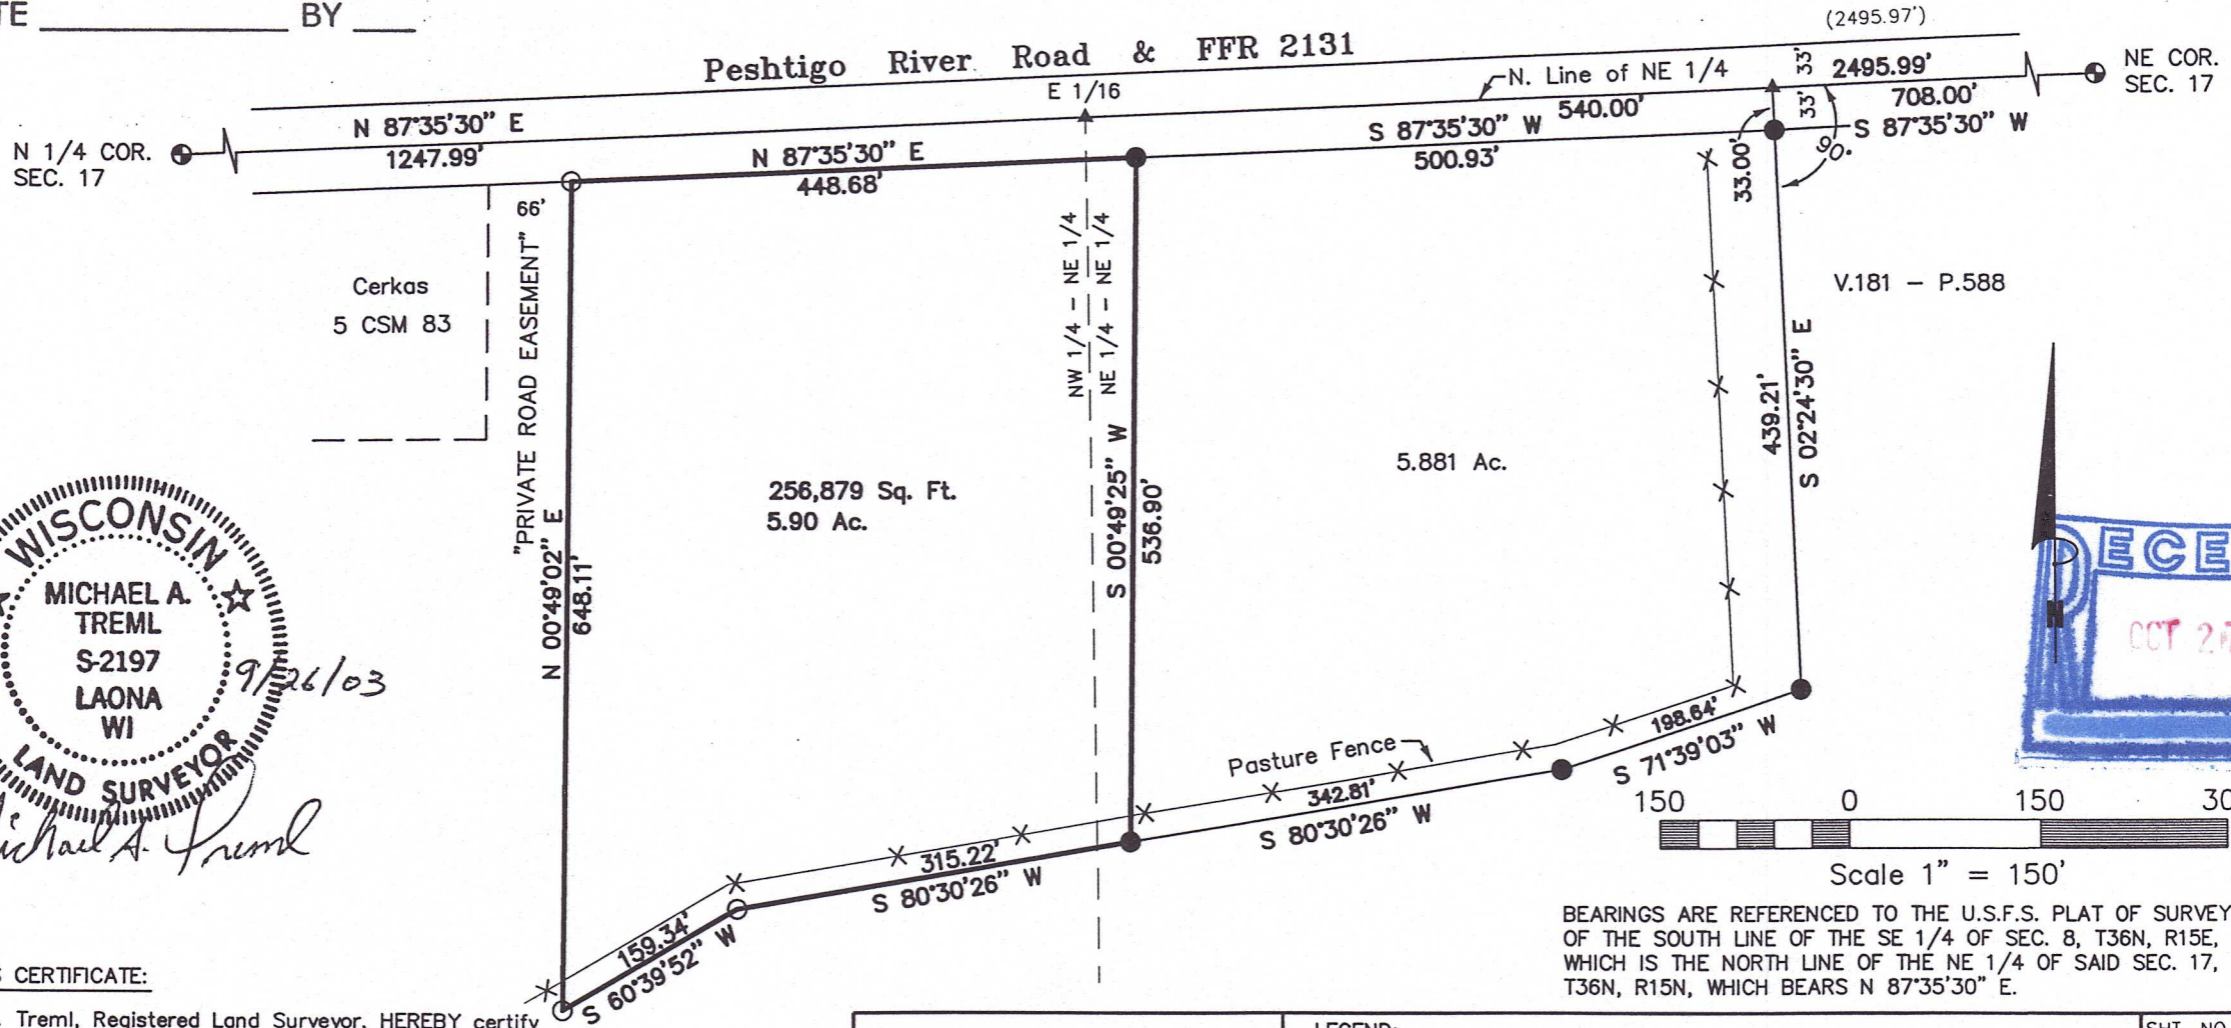 BY
(2495.97')
Peshtigo River Road & FFR 2131
NE COR.
SEC. 17
N. Line of NE 1/4
33'
33'
2495.99'
E 1/16
540.00'
708.00'
N 87°35'30" E
1247.99'
N 1/4 COR.
SEC. 17
N 87°35'30" E
448.68'
S 87°35'30" W
500.93'
S 87°35'30" W
33.00'
90°
66'
"PRIVATE ROAD EASEMENT"
Cerkas
5 CSM 83
NW 1/4 - NE 1/4
NE 1/4 - NE 1/4
V.181 - P.588
439.21'
S 02°24'30" E
5.881 Ac.
256,879 Sq. Ft.
5.90 Ac.
S 00°49'25" W
536.90'
N 00°49'02" E
648.11'
WISCONSIN
MICHAEL A.
TREML
S-2197
LAONA
WI
LAND SURVEYOR
9/26/03
Michael A. Treml
N
OCT
Pasture Fence
198.64'
S 71°39'03" W
342.81'
S 80°30'26" W
315.22'
S 80°30'26" W
159.34'
S 60°39'52" W
150 0 150
Scale 1" = 150'
BEARINGS ARE REFERENCED TO THE U.S.F.S. PLAT OF SURVEY
OF THE SOUTH LINE OF THE SE 1/4 OF SEC. 8, T36N, R15E,
WHICH IS THE NORTH LINE OF THE NE 1/4 OF SAID SEC. 17,
T36N, R15N, WHICH BEARS N 87°35'30" E.
CERTIFICATE:
Treml, Registered Land Surveyor, HEREBY certify
LEGEND:
SHT. NO